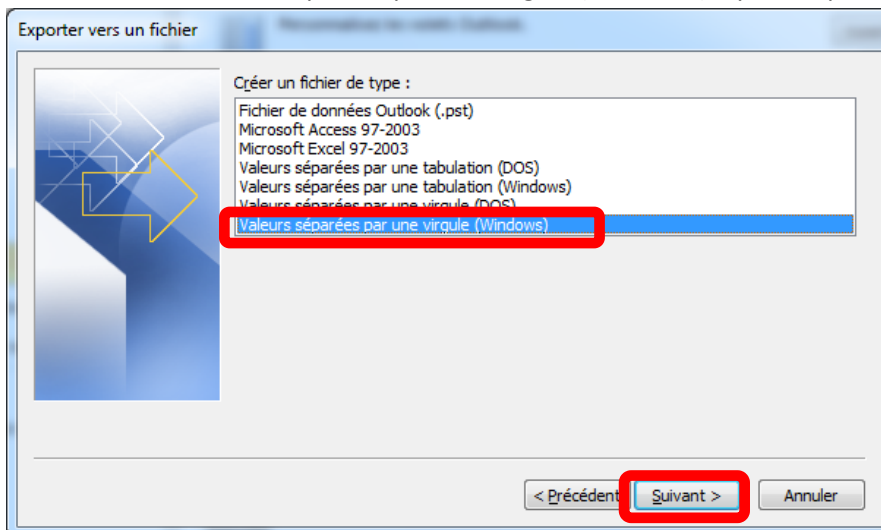 Exporter vers un fichier
Créer un fichier de type :
Fichier de données Outlook (.pst)
Microsoft Access 97-2003
Microsoft Excel 97-2003
Valeurs séparées par une tabulation (DOS)
Valeurs séparées par une tabulation (Windows)
Valeurs séparées par une virgule (DOS)
Valeurs séparées par une virgule (Windows)
< Précédent
Suivant >
Annuler